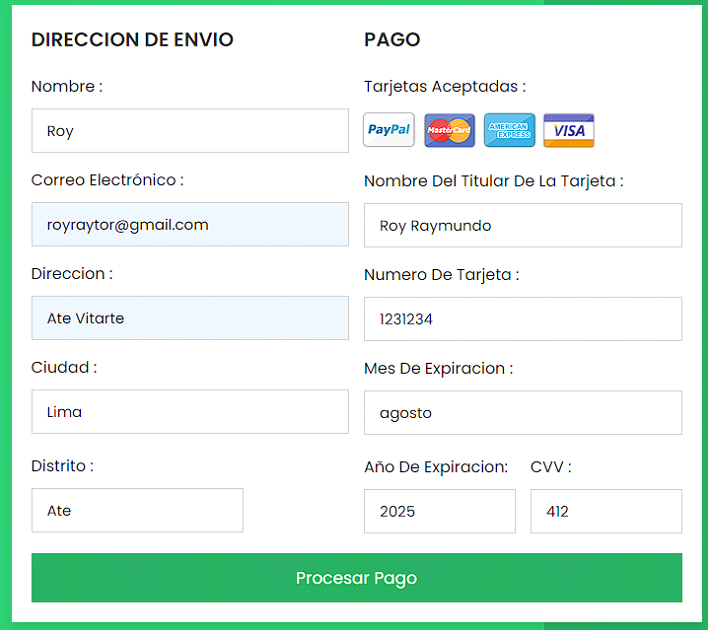 DIRECCION DE ENVIO
Nombre :
Roy
Correo Electrónico :
royraytor@gmail.com
Direccion :
Ate Vitarte
Ciudad :
Lima
Distrito :
Ate
PAGO
Tarjetas Aceptadas :
PayPal MasterCard AMERICAN EXPRESS VISA
Nombre Del Titular De La Tarjeta :
Roy Raymundo
Numero De Tarjeta :
1231234
Mes De Expiracion :
agosto
Año De Expiracion: CVV :
2025 412
Procesar Pago